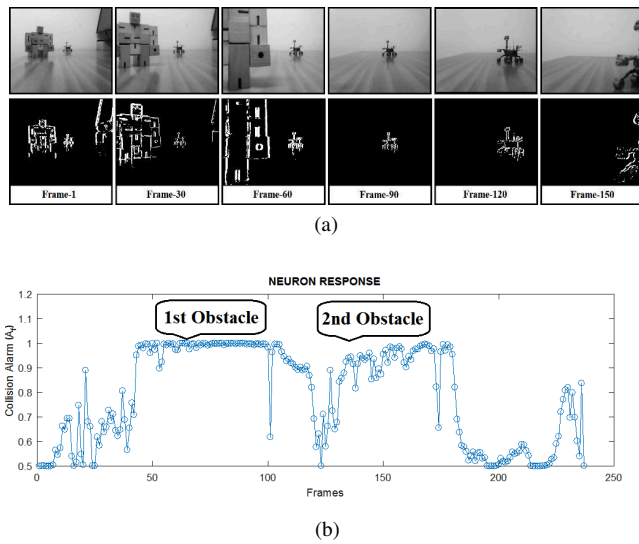 Frame-1 Frame-30 Frame-60 Frame-90 Frame-120 Frame-150
(a)
NEURON RESPONSE
1.2
1.1
1
0.9
0.8
0.7
0.6
0.5
Collision Alarm (Af)
1st Obstacle
2nd Obstacle
0 50 100 150 200 250
Frames
(b)